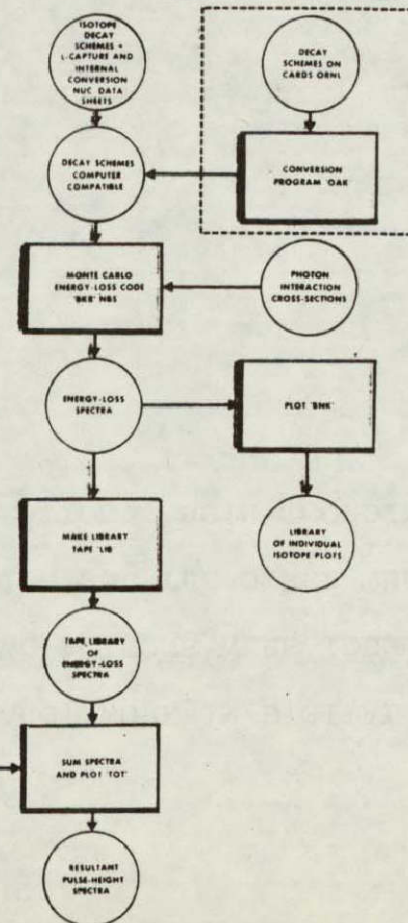 ISOTOPE
DECAY
SCHEMES +
L-CAPTURE AND
INTERNAL
CONVERSION
NUC DATA
SHEETS
DECAY
SCHEMES ON
CARDS ORNL
DECAY SCHEMES
COMPUTER
COMPATIBLE
CONVERSION
PROGRAM 'OAK'
MONTE CARLO
ENERGY-LOSS CODE
'BKR' NBS
PHOTON
INTERACTION
CROSS-SECTIONS
ENERGY-LOSS
SPECTRA
PLOT 'BNK'
MAKE LIBRARY
TAPE 'LIB'
LIBRARY
OF INDIVIDUAL
ISOTOPE PLOTS
TAPE LIBRARY
OF
ENERGY-LOSS
SPECTRA
SUM SPECTRA
AND PLOT 'TOT'
RESULTANT
PULSE-HEIGHT
SPECTRA